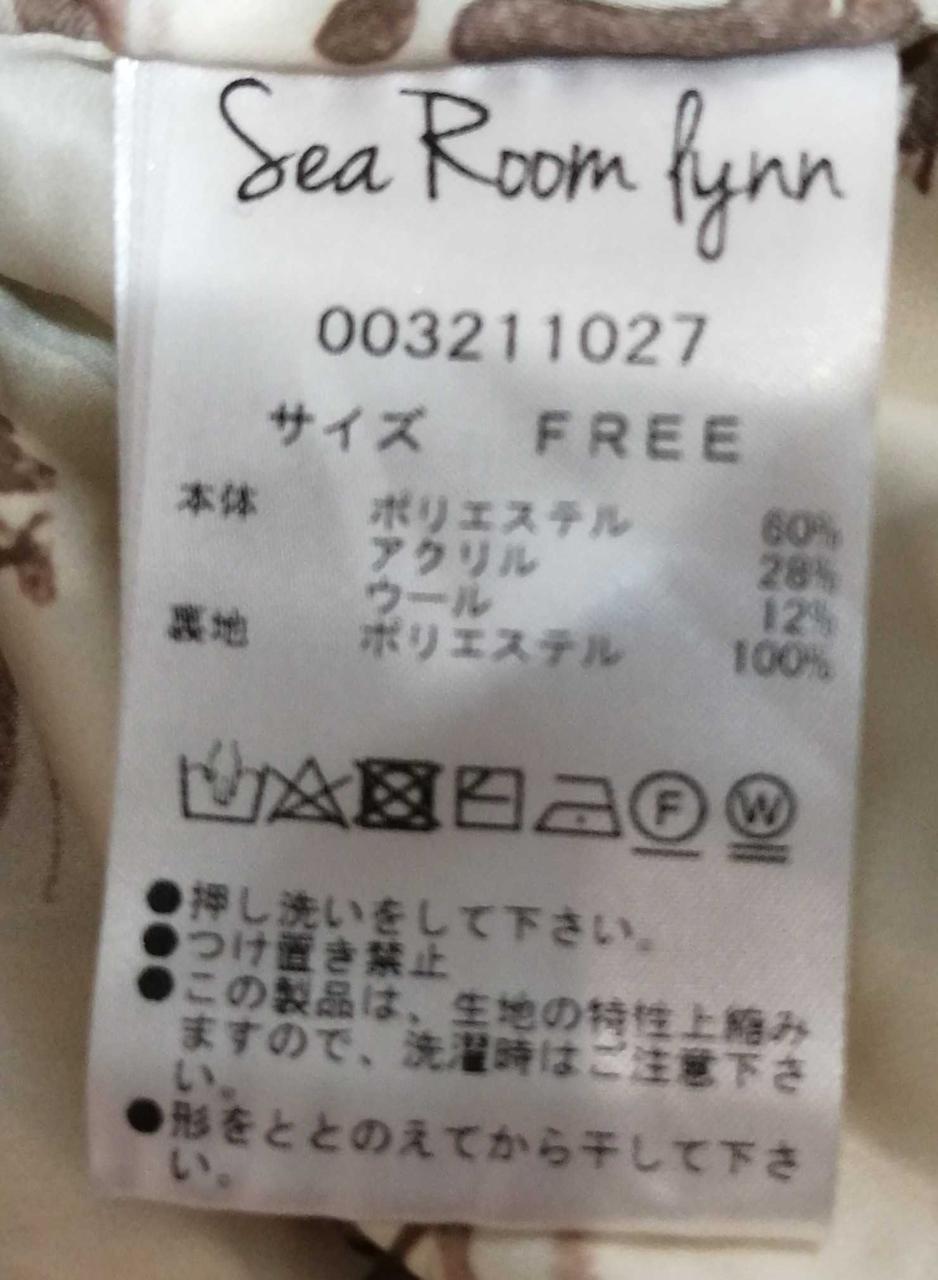 Sea Room lynn
003211027
サイズ FREE
本体 ポリエステル 60%
アクリル 28%
ウール 12%
裏地 ポリエステル 100%
F W
●押し洗いをして下さい。
●つけ置き禁止
●この製品は、生地の特性上縮み
ますので、洗濯時はご注意下さ
い。
●形をととのえてから干して下さ
い。